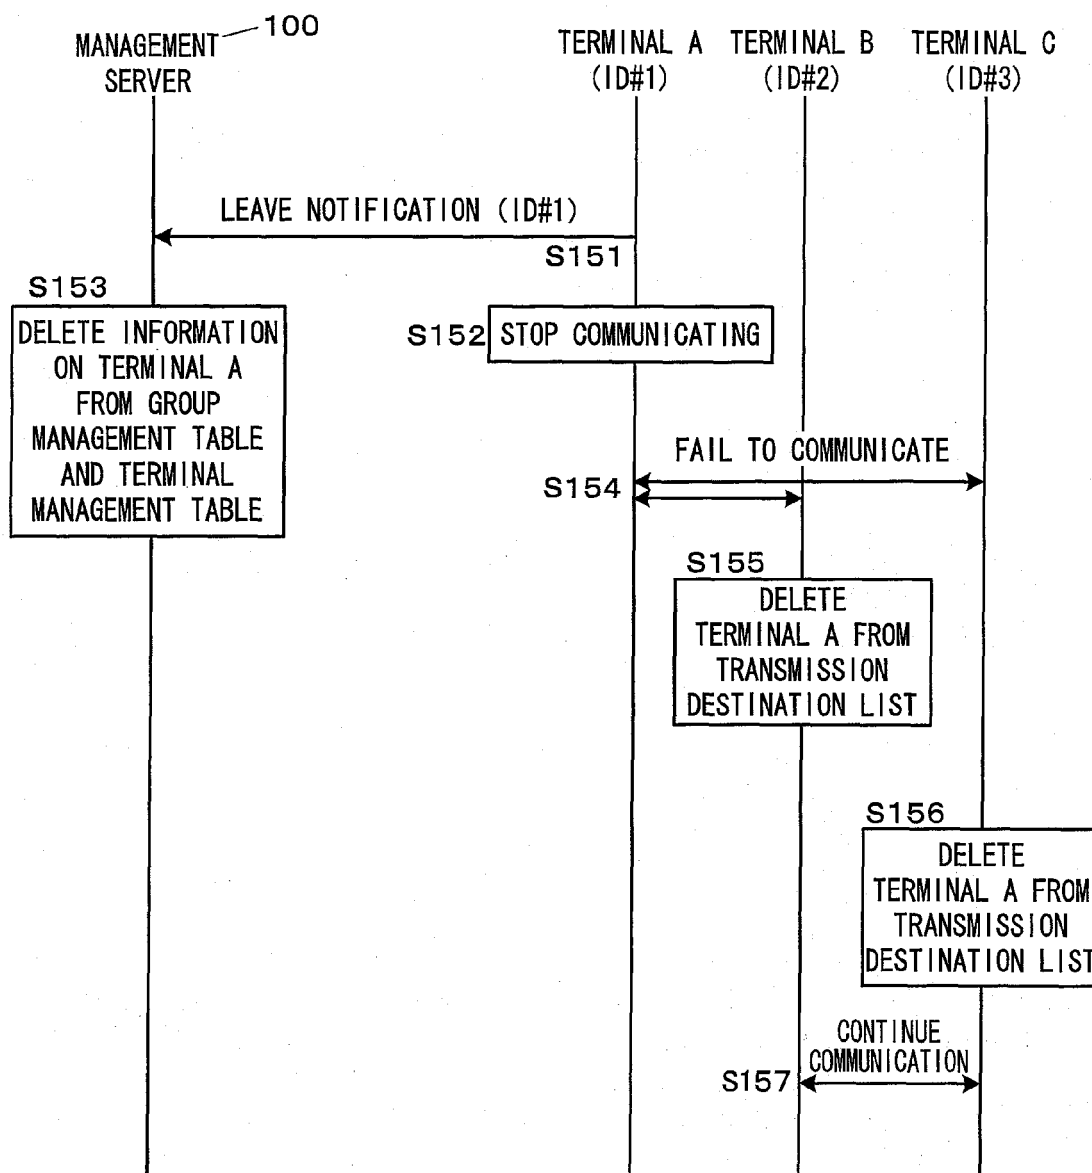 100
MANAGEMENT
SERVER
TERMINAL A
(ID#1)
TERMINAL B
(ID#2)
TERMINAL C
(ID#3)
LEAVE NOTIFICATION (ID#1)
S151
S153
DELETE INFORMATION
ON TERMINAL A
FROM GROUP
MANAGEMENT TABLE
AND TERMINAL
MANAGEMENT TABLE
S152
STOP COMMUNICATING
FAIL TO COMMUNICATE
S154
S155
DELETE
TERMINAL A FROM
TRANSMISSION
DESTINATION LIST
S156
DELETE
TERMINAL A FROM
TRANSMISSION
DESTINATION LIST
CONTINUE
COMMUNICATION
S157